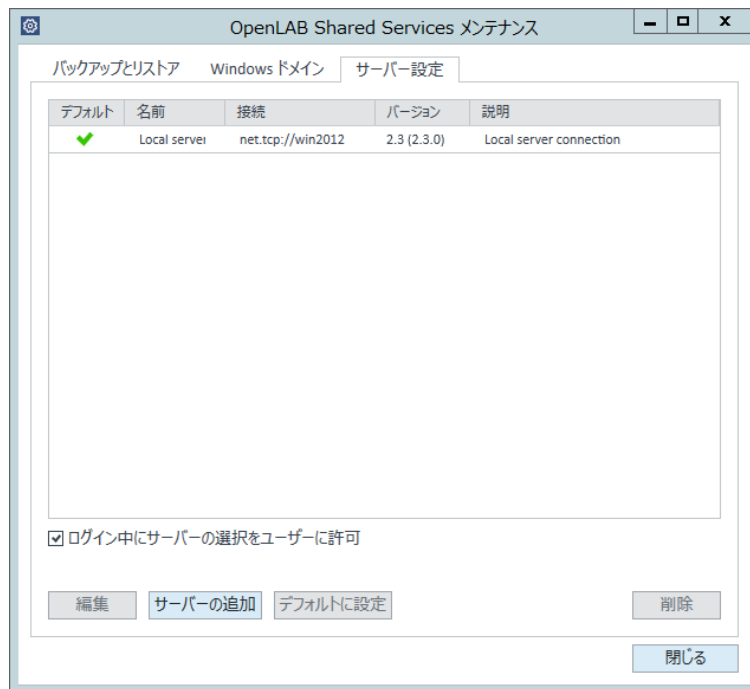 OpenLAB Shared Services メンテナンス
バックアップとリストア Windows ドメイン サーバー設定
デフォルト 名前 接続 バージョン 説明
Local server net.tcp://win2012 2.3 (2.3.0) Local server connection
ログイン中にサーバーの選択をユーザーに許可
編集 サーバーの追加 デフォルトに設定 削除
閉じる